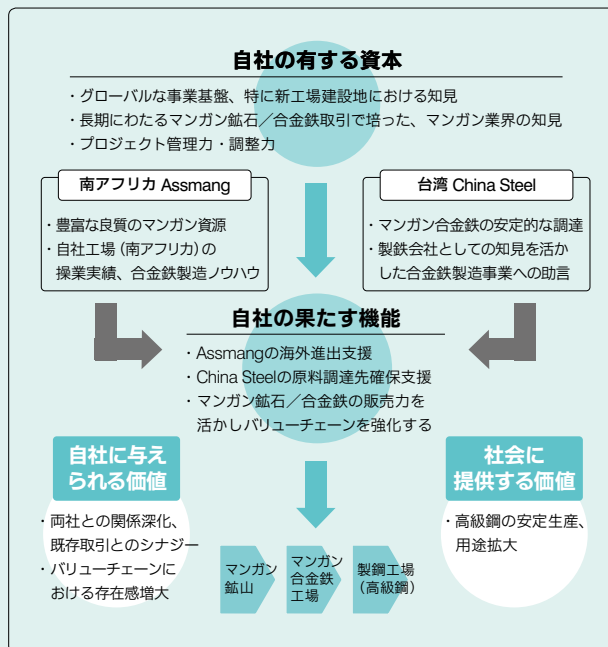 自社の有する資本
・グローバルな事業基盤、特に新工場建設地における知見
・長期にわたるマンガン鉱石／合金鉄取引で培った、マンガン業界の知見
・プロジェクト管理力・調整力
南アフリカ Assmang
・豊富な良質のマンガン資源
・自社工場（南アフリカ）の
操業実績、合金鉄製造ノウハウ
台湾 China Steel
・マンガン合金鉄の安定的な調達
・製鉄会社としての知見を活か
した合金鉄製造事業への助言
自社の果たす機能
・Assmangの海外進出支援
・China Steelの原料調達先確保支援
・マンガン鉱石／合金鉄の販売力を
活かしバリューチェーンを強化する
自社に与え
られる価値
・両社との関係深化、
既存取引とのシナジー
・バリューチェーンに
おける存在感増大
社会に
提供する価値
・高級鋼の安定生産、
用途拡大
マンガン
鉱山
マンガン
合金鉄
工場
製鋼工場
（高級鋼）